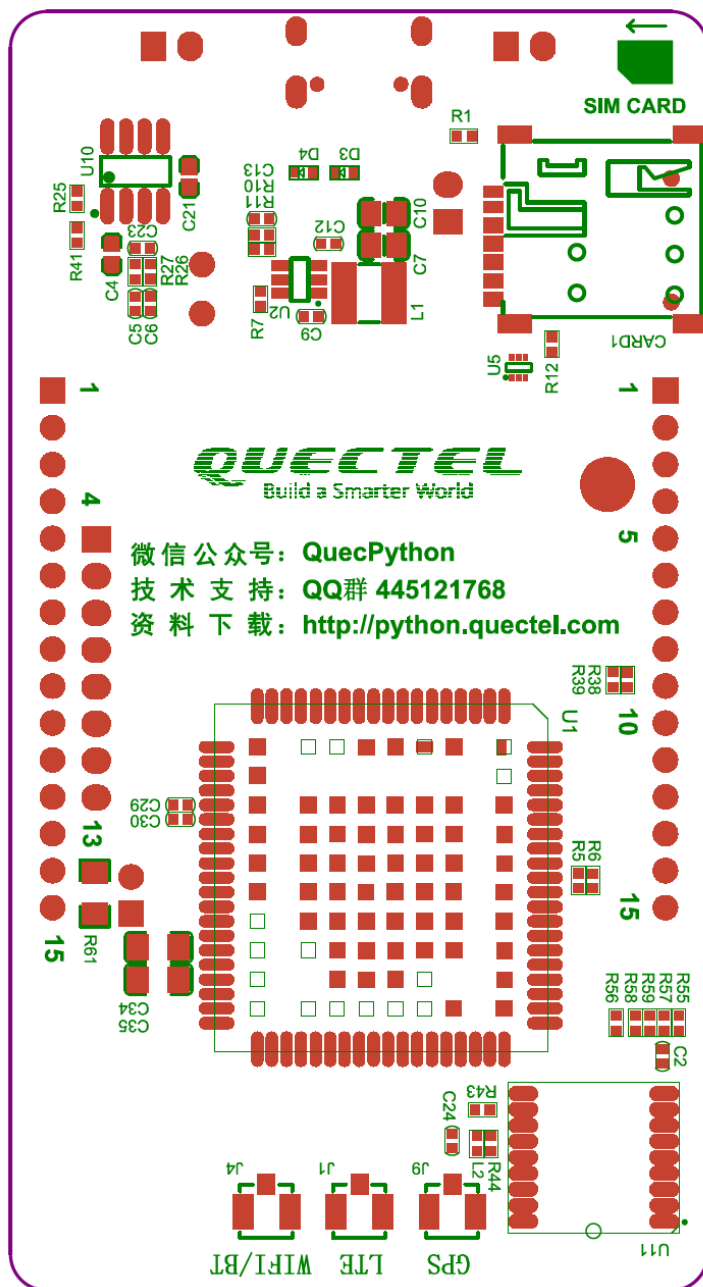 SIM CARD
R1
D4
D3
U10
C13
R10
R11
R25
C21
C10
C12
C23
R41
C4
R27
R26
C7
L1
U2
R7
C9
C5
C6
CARD1
U5
R12
1
1
QUECTEL
Build a Smarter World
4
5
微信公众号：QuecPython
技术支持：QQ群 445121768
资料下载：http://python.quectel.com
R39
R38
10
U1
C29
C30
13
R5
R6
15
15
R61
C34
C35
R56
R58
R59
R57
R55
C2
R43
C24
L2
R44
J4
J1
J9
U11
WIFI/BT
LTE
GPS